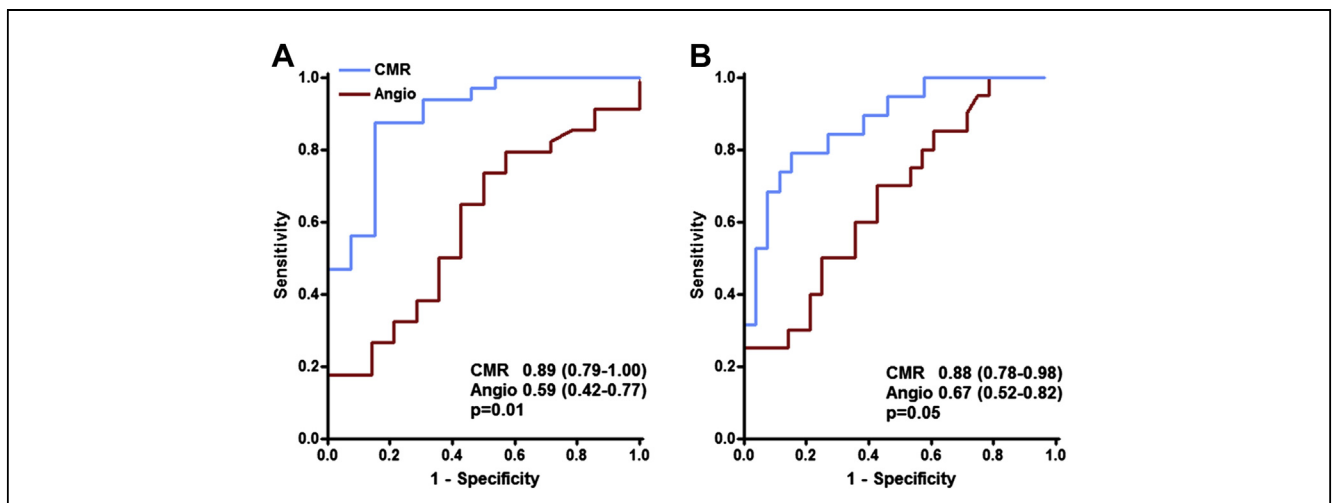 A
CMR
Angio
1.0
0.8
0.6
0.4
0.2
0.0
Sensitivity
CMR 0.89 (0.79-1.00)
Angio 0.59 (0.42-0.77)
p=0.01
0.0 0.2 0.4 0.6 0.8 1.0
1 - Specificity
B
1.0
0.8
0.6
0.4
0.2
0.0
Sensitivity
CMR 0.88 (0.78-0.98)
Angio 0.67 (0.52-0.82)
p=0.05
0.0 0.2 0.4 0.6 0.8 1.0
1 - Specificity